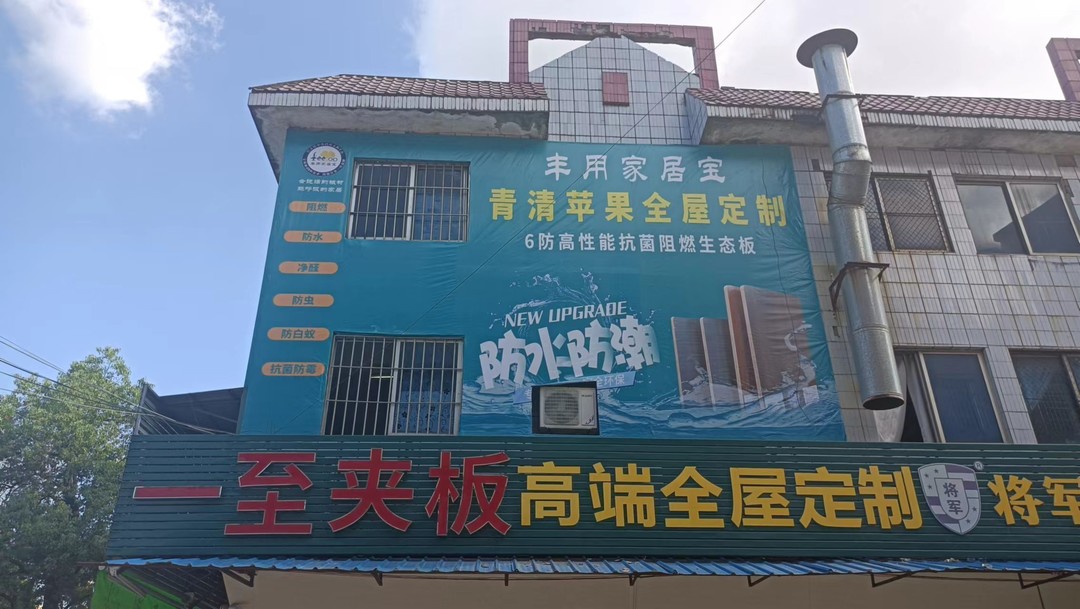 丰用家居宝
青清苹果全屋定制
6防高性能抗菌阻燃生态板
阻燃
防水
净醛
防虫
防白蚁
抗菌防霉
NEW UPGRADE
防水防潮
环保
一至夹板高端全屋定制
将军
将军